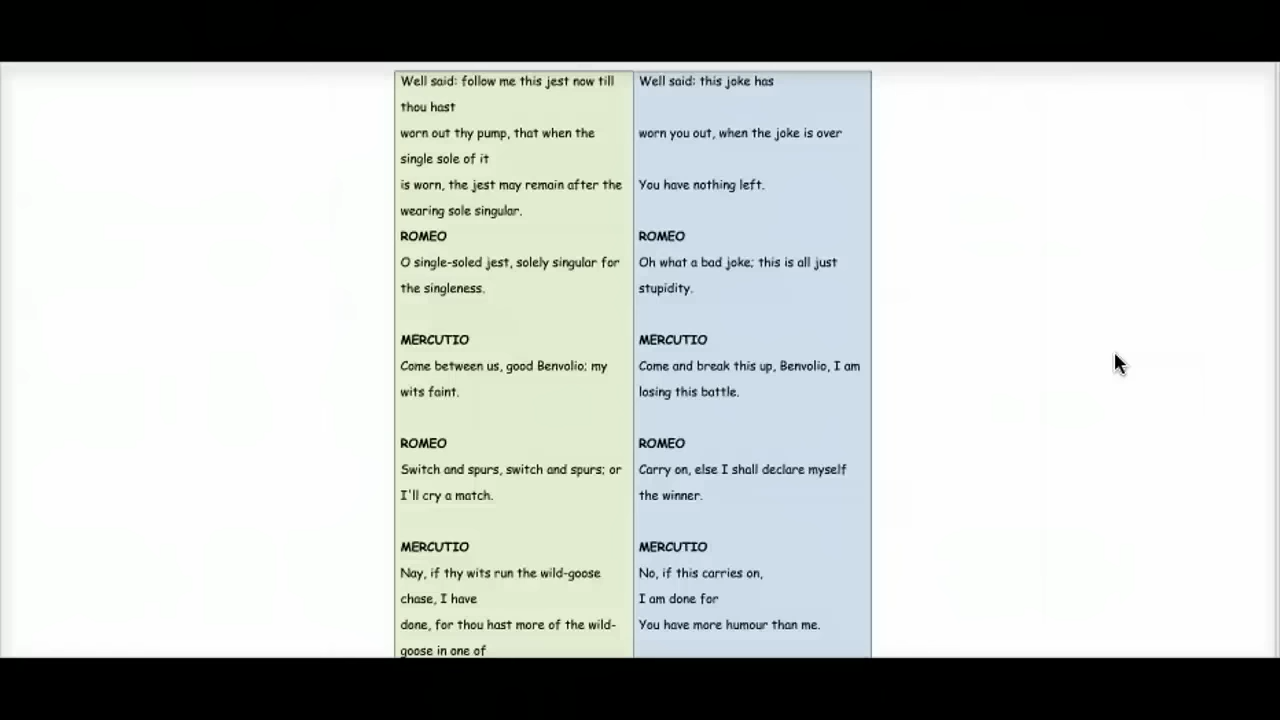 Well said: follow me this jest now till
thou hast
worn out thy pump, that when the
single sole of it
is worn, the jest may remain after the
wearing sole singular.
ROMEO
O single-soled jest, solely singular for
the singleness.
MERCUTIO
Come between us, good Benvolio; my
wits faint.
ROMEO
Switch and spurs, switch and spurs; or
I'll cry a match.
MERCUTIO
Nay, if thy wits run the wild-goose
chase, I have
done, for thou hast more of the wild-
goose in one of
Well said: this joke has
worn you out, when the joke is over
You have nothing left.
ROMEO
Oh what a bad joke; this is all just
stupidity.
MERCUTIO
Come and break this up, Benvolio, I am
losing this battle.
ROMEO
Carry on, else I shall declare myself
the winner.
MERCUTIO
No, if this carries on,
I am done for
You have more humour than me.